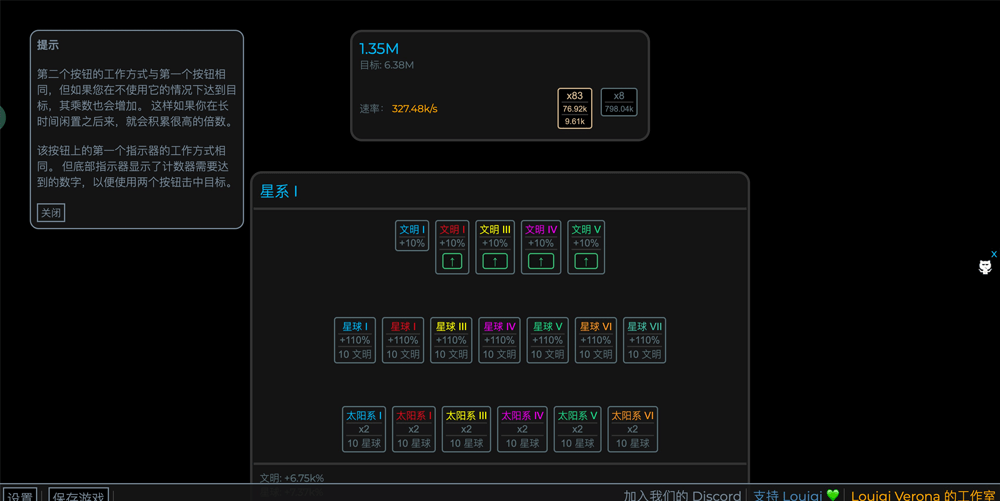 提示
第二个按钮的工作方式与第一个按钮相
同，但如果您在不使用它的情况下达到目
标，其乘数也会增加。 这样如果你在长
时间闲置之后来，就会积累很高的倍数。
该按钮上的第一个指示器的工作方式相
同。 但底部指示器显示了计数器需要达
到的数字，以便使用两个按钮击中目标。
关闭
1.35M
目标: 6.38M
速率： 327.48k/s
x83 x8
76.92k 798.04k
9.61k
星系 I
文明 I 文明 I 文明 III 文明 IV 文明 V
+10% +10% +10% +10% +10%
↑ ↑ ↑ ↑
星球 I 星球 I 星球 III 星球 IV 星球 V 星球 VI 星球 VII
+110% +110% +110% +110% +110% +110% +110%
10 文明 10 文明 10 文明 10 文明 10 文明 10 文明 10 文明
太阳系 I 太阳系 I 太阳系 III 太阳系 IV 太阳系 V 太阳系 VI
x2 x2 x2 x2 x2 x2
10 星球 10 星球 10 星球 10 星球 10 星球 10 星球
文明: +6.75k%
x
设置 保存游戏 加入我们的 Discord 支持 Louigi 💚 Louigi Verona 的工作室